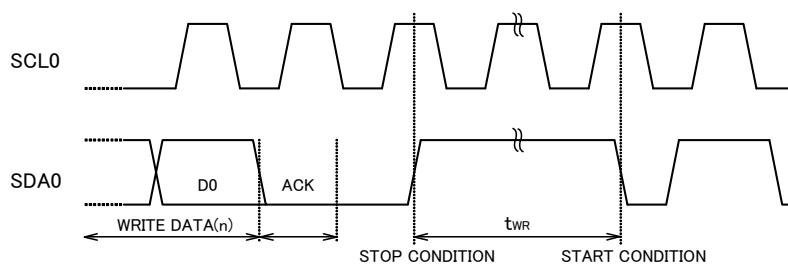 SCL0
SDA0
D0
ACK
WRITE DATA(n)
tWR
STOP CONDITION
START CONDITION